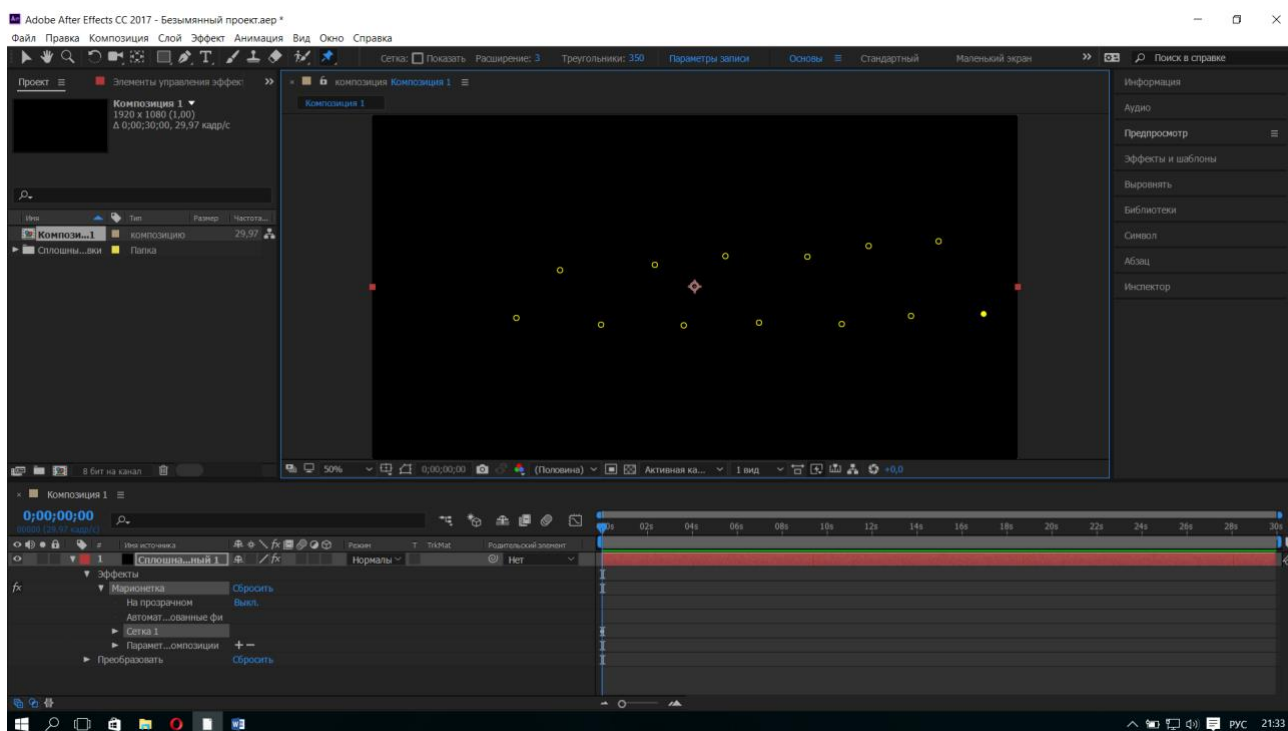 Adobe After Effects CC 2017 - Безымянный проект.aep *
Файл Правка Композиция Слой Эффект Анимация Вид Окно Справка
Сетка: Показать Расширение: 3 Треугольники: 350 Параметры записи Основы Стандартный Маленький экран Поиск в справке
Проект Элементы управления эффек: композиция Композиция 1 Информация
Композиция 1
Композиция 1
1920 x 1080 (1,00)
Δ 0;00;30;00, 29,97 кадр/с
Аудио
Предпросмотр
Эффекты и шаблоны
Выровнять
Библиотеки
Символ
Абзац
Инспектор
Имя Тип Размер Частота...
Компози...1 композицию 29,97
Сплошны...вки Папка
8 бит на канал 50% 0;00;00;00 (Половина) Активная ка... 1 вид +0,0
Композиция 1
0;00;00;00
00000 (29.97 кадр/с)
02s 04s 06s 08s 10s 12s 14s 16s 18s 20s 22s 24s 26s 28s 30s
# Имя источника Режим T TrkMat Родительский элемент
1 Сплошна...ный 1 Нормаль Нет
Эффекты
Марионетка Сбросить
На прозрачном Выкл.
Автомат...ованные фи
Сетка 1
Парамет...омпозиции
Преобразовать Сбросить
РУС 21:33